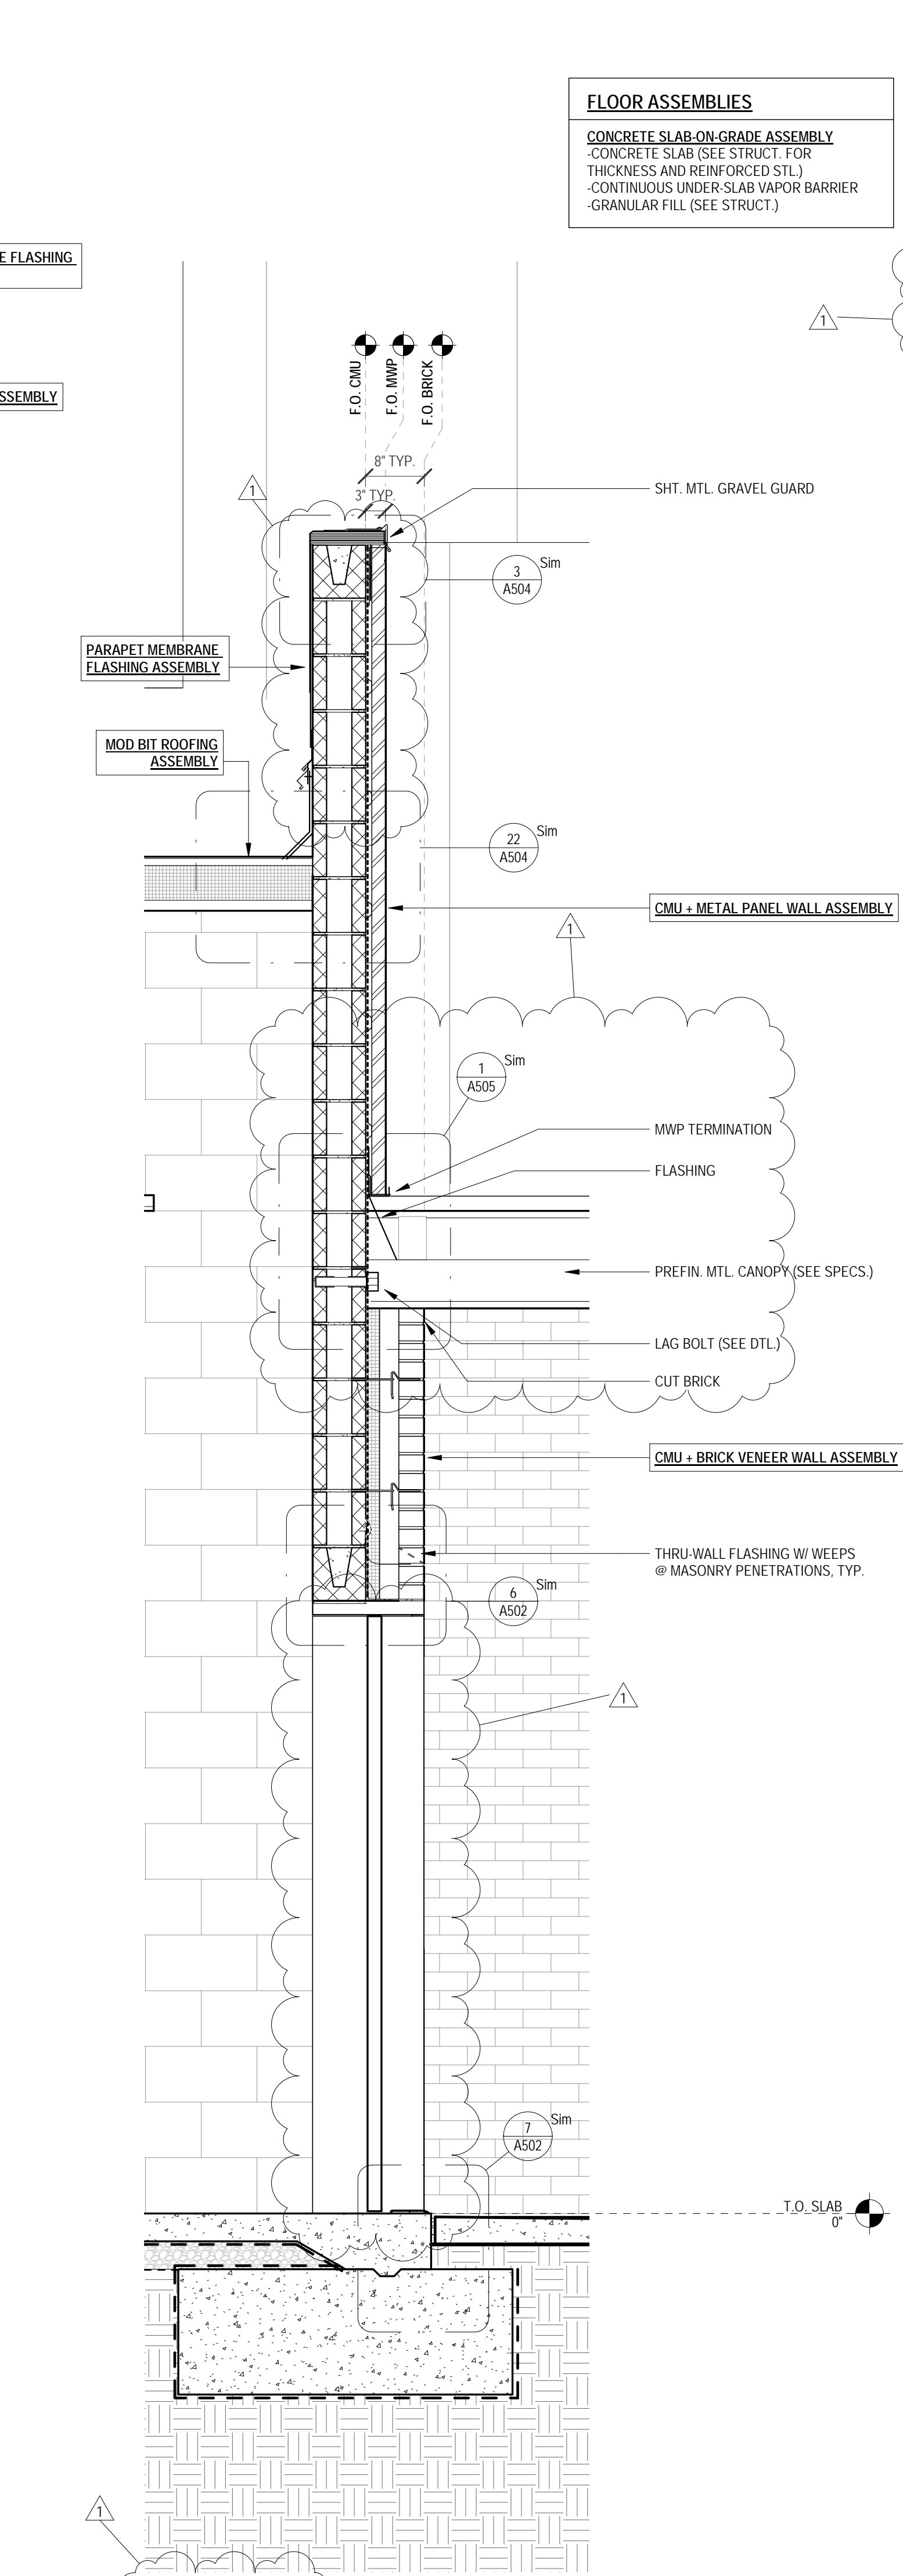 FLOOR ASSEMBLIES
CONCRETE SLAB-ON-GRADE ASSEMBLY
-CONCRETE SLAB (SEE STRUCT. FOR
THICKNESS AND REINFORCED STL.)
-CONTINUOUS UNDER-SLAB VAPOR BARRIER
-GRANULAR FILL (SEE STRUCT.)
FLASHING
1
F.O. CMU
F.O. MWP
F.O. BRICK
8" TYP.
3" TYP.
1
SHT. MTL. GRAVEL GUARD
3
A504
Sim
PARAPET MEMBRANE
FLASHING ASSEMBLY
MOD BIT ROOFING
ASSEMBLY
22
A504
Sim
CMU + METAL PANEL WALL ASSEMBLY
1
1
A505
Sim
MWP TERMINATION
FLASHING
PREFIN. MTL. CANOPY (SEE SPECS.)
LAG BOLT (SEE DTL.)
CUT BRICK
CMU + BRICK VENEER WALL ASSEMBLY
THRU-WALL FLASHING W/ WEEPS
@ MASONRY PENETRATIONS, TYP.
6
A502
Sim
1
7
A502
Sim
T.O. SLAB
0"
1